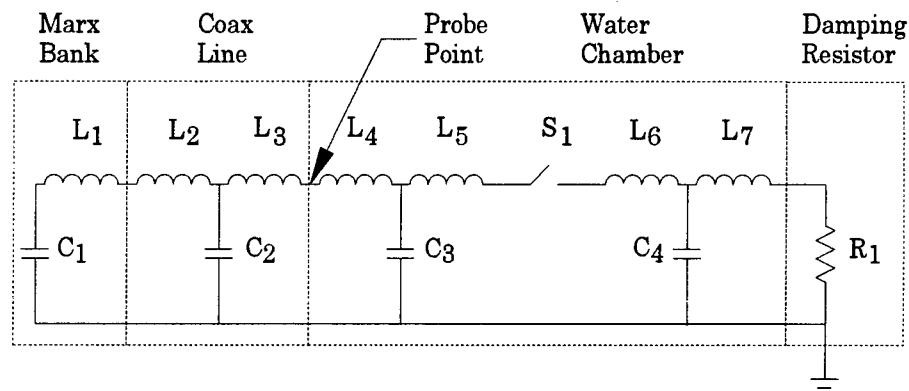 Marx Bank
Coax Line
Probe Point
Water Chamber
Damping Resistor
L1 L2 L3 L4 L5 S1 L6 L7
C1 C2 C3 C4 R1